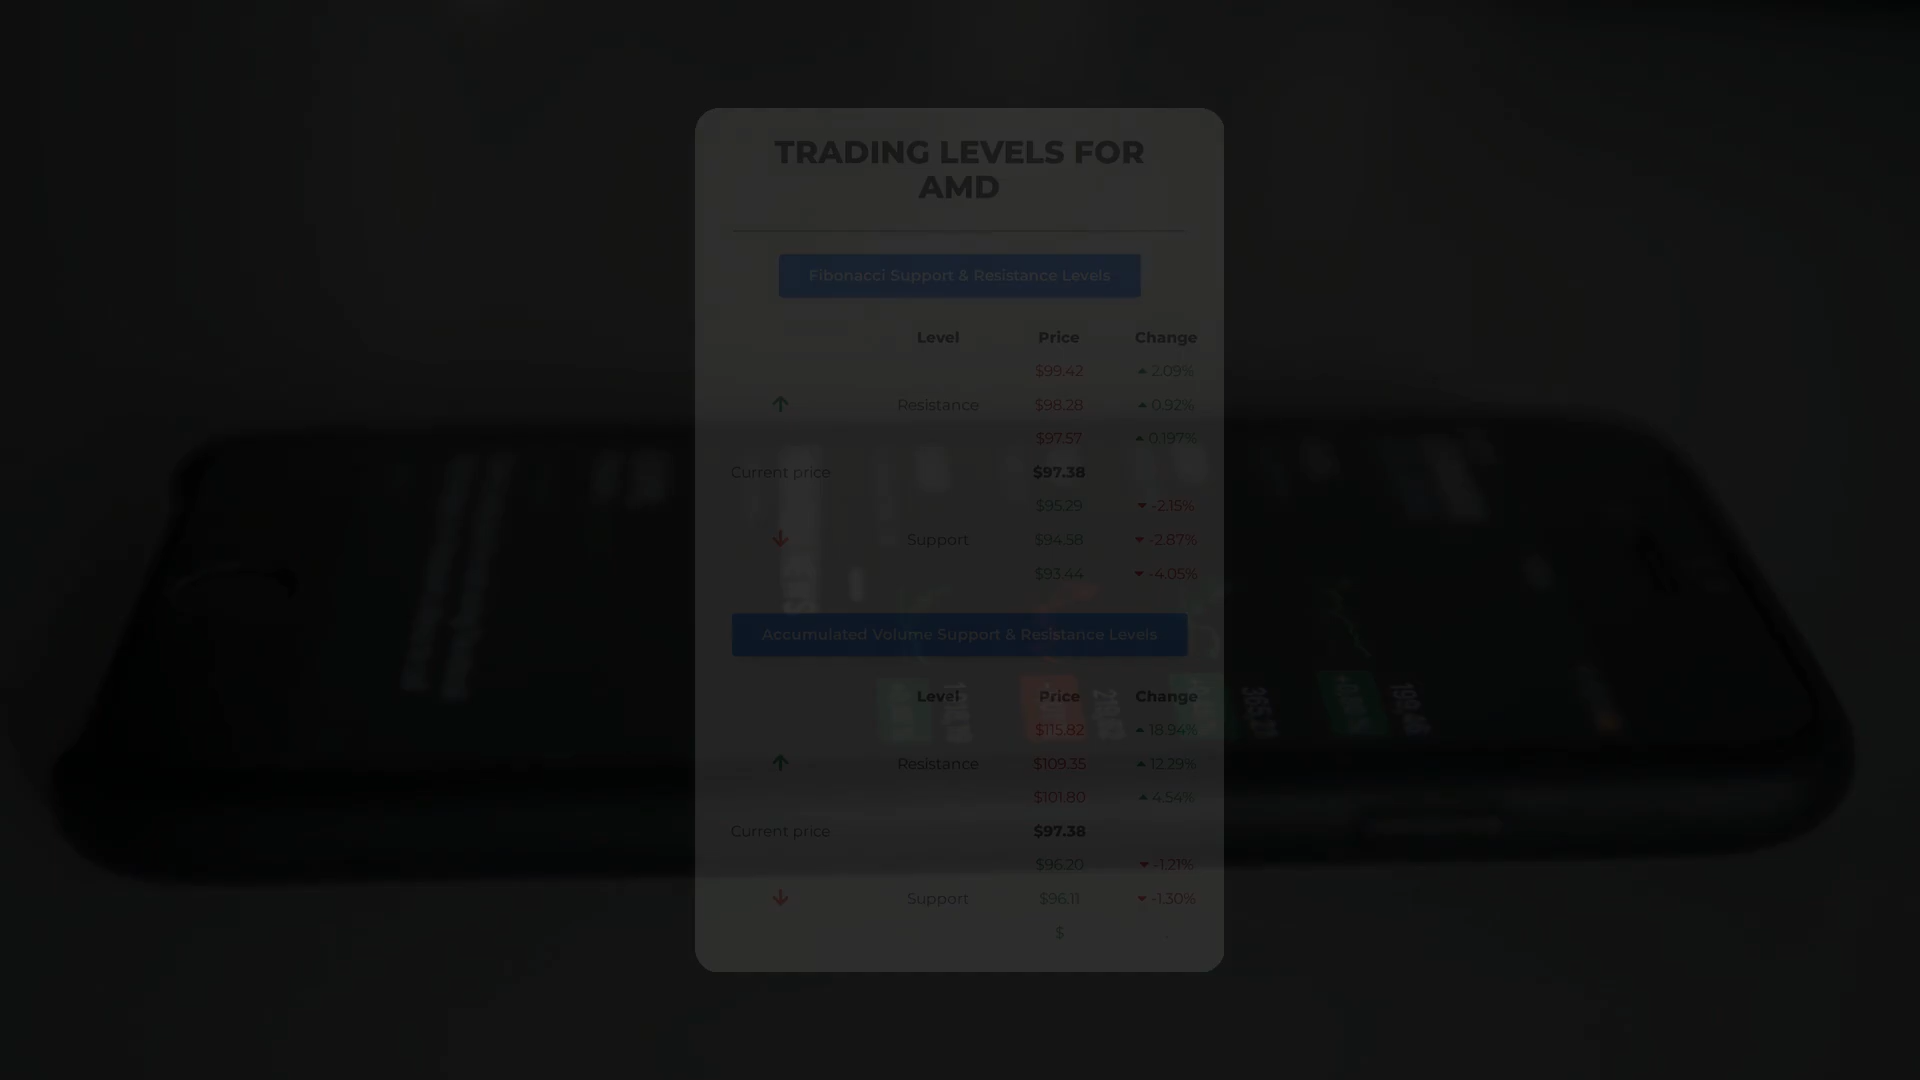 TRADING LEVELS FOR
AMD
Fibonacci Support & Resistance Levels
Level Price Change
$99.42 2.09%
Resistance $98.28 0.92%
$97.57 0.197%
Current price $97.38
$95.29 -2.15%
Support $94.58 -2.87%
$93.44 -4.05%
Accumulated Volume Support & Resistance Levels
Level Price Change
$115.82 18.94%
Resistance $109.35 12.29%
$101.80 4.54%
Current price $97.38
$96.20 -1.21%
Support $96.11 -1.30%
$ .